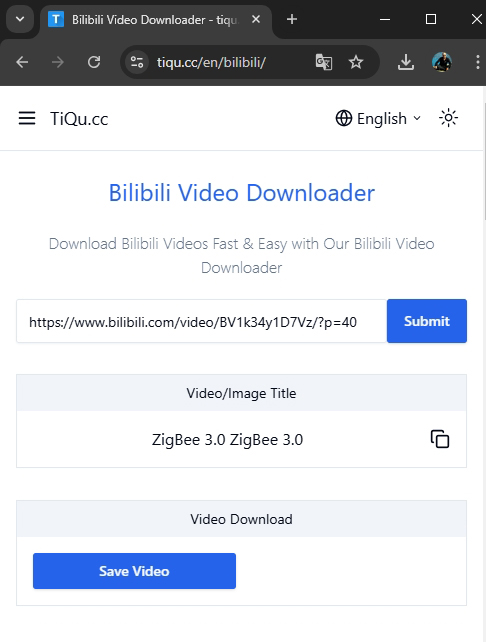 Bilibili Video Downloader - tiqu.
tiqu.cc/en/bilibili/
TiQu.cc
English
Bilibili Video Downloader
Download Bilibili Videos Fast & Easy with Our Bilibili Video
Downloader
https://www.bilibili.com/video/BV1k34y1D7Vz/?p=40
Submit
Video/Image Title
ZigBee 3.0 ZigBee 3.0
Video Download
Save Video